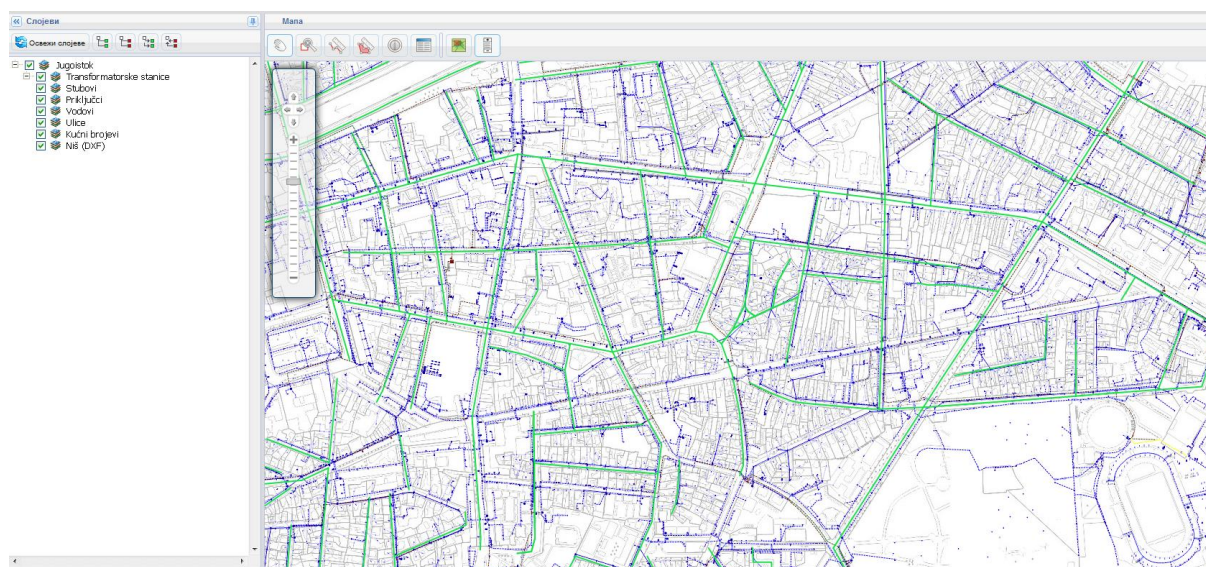 Слојеви
Мапа
Освежи слојеве
Jugoistok
Transformatorske stanice
Stubovi
Priključci
Vodovi
Ulice
Kućni brojevi
Niš (DXF)